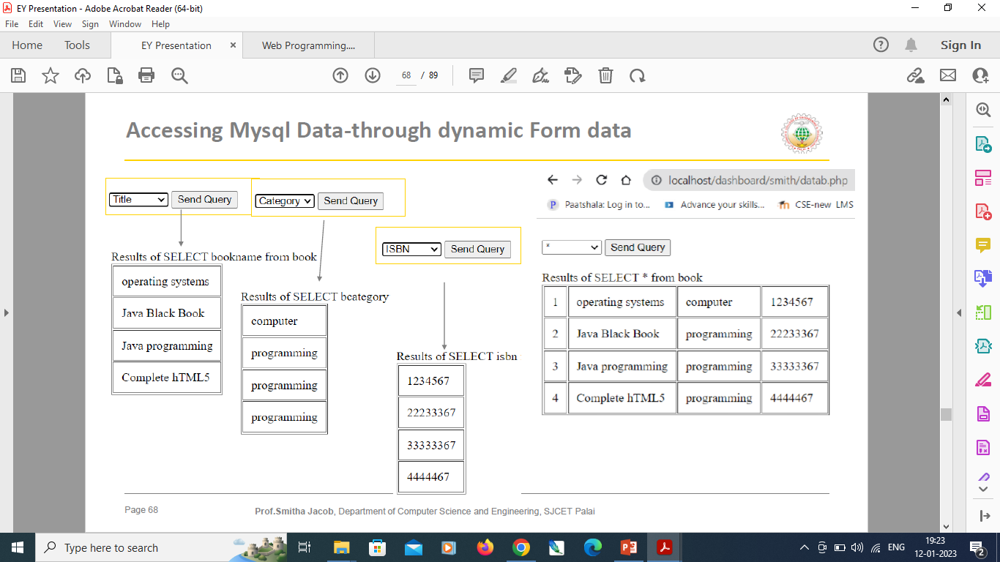 EY Presentation - Adobe Acrobat Reader (64-bit)
File Edit View Sign Window Help
Home Tools EY Presentation × Web Programming.... Sign In
68 / 89
Accessing Mysql Data-through dynamic Form data
Title Send Query
Category Send Query
ISBN Send Query
Results of SELECT bookname from book
operating systems
Java Black Book
Java programming
Complete hTML5
Results of SELECT bcategory
computer
programming
programming
programming
Results of SELECT isbn
1234567
22233367
33333367
4444467
localhost/dashboard/smith/datab.php
Paatshala: Log in to... Advance your skills... CSE-new LMS
* Send Query
Results of SELECT * from book
1 operating systems computer 1234567
2 Java Black Book programming 22233367
3 Java programming programming 33333367
4 Complete hTML5 programming 4444467
Page 68
Prof.Smitha Jacob, Department of Computer Science and Engineering, SJCET Palai
Type here to search
ENG
19:23
12-01-2023
2